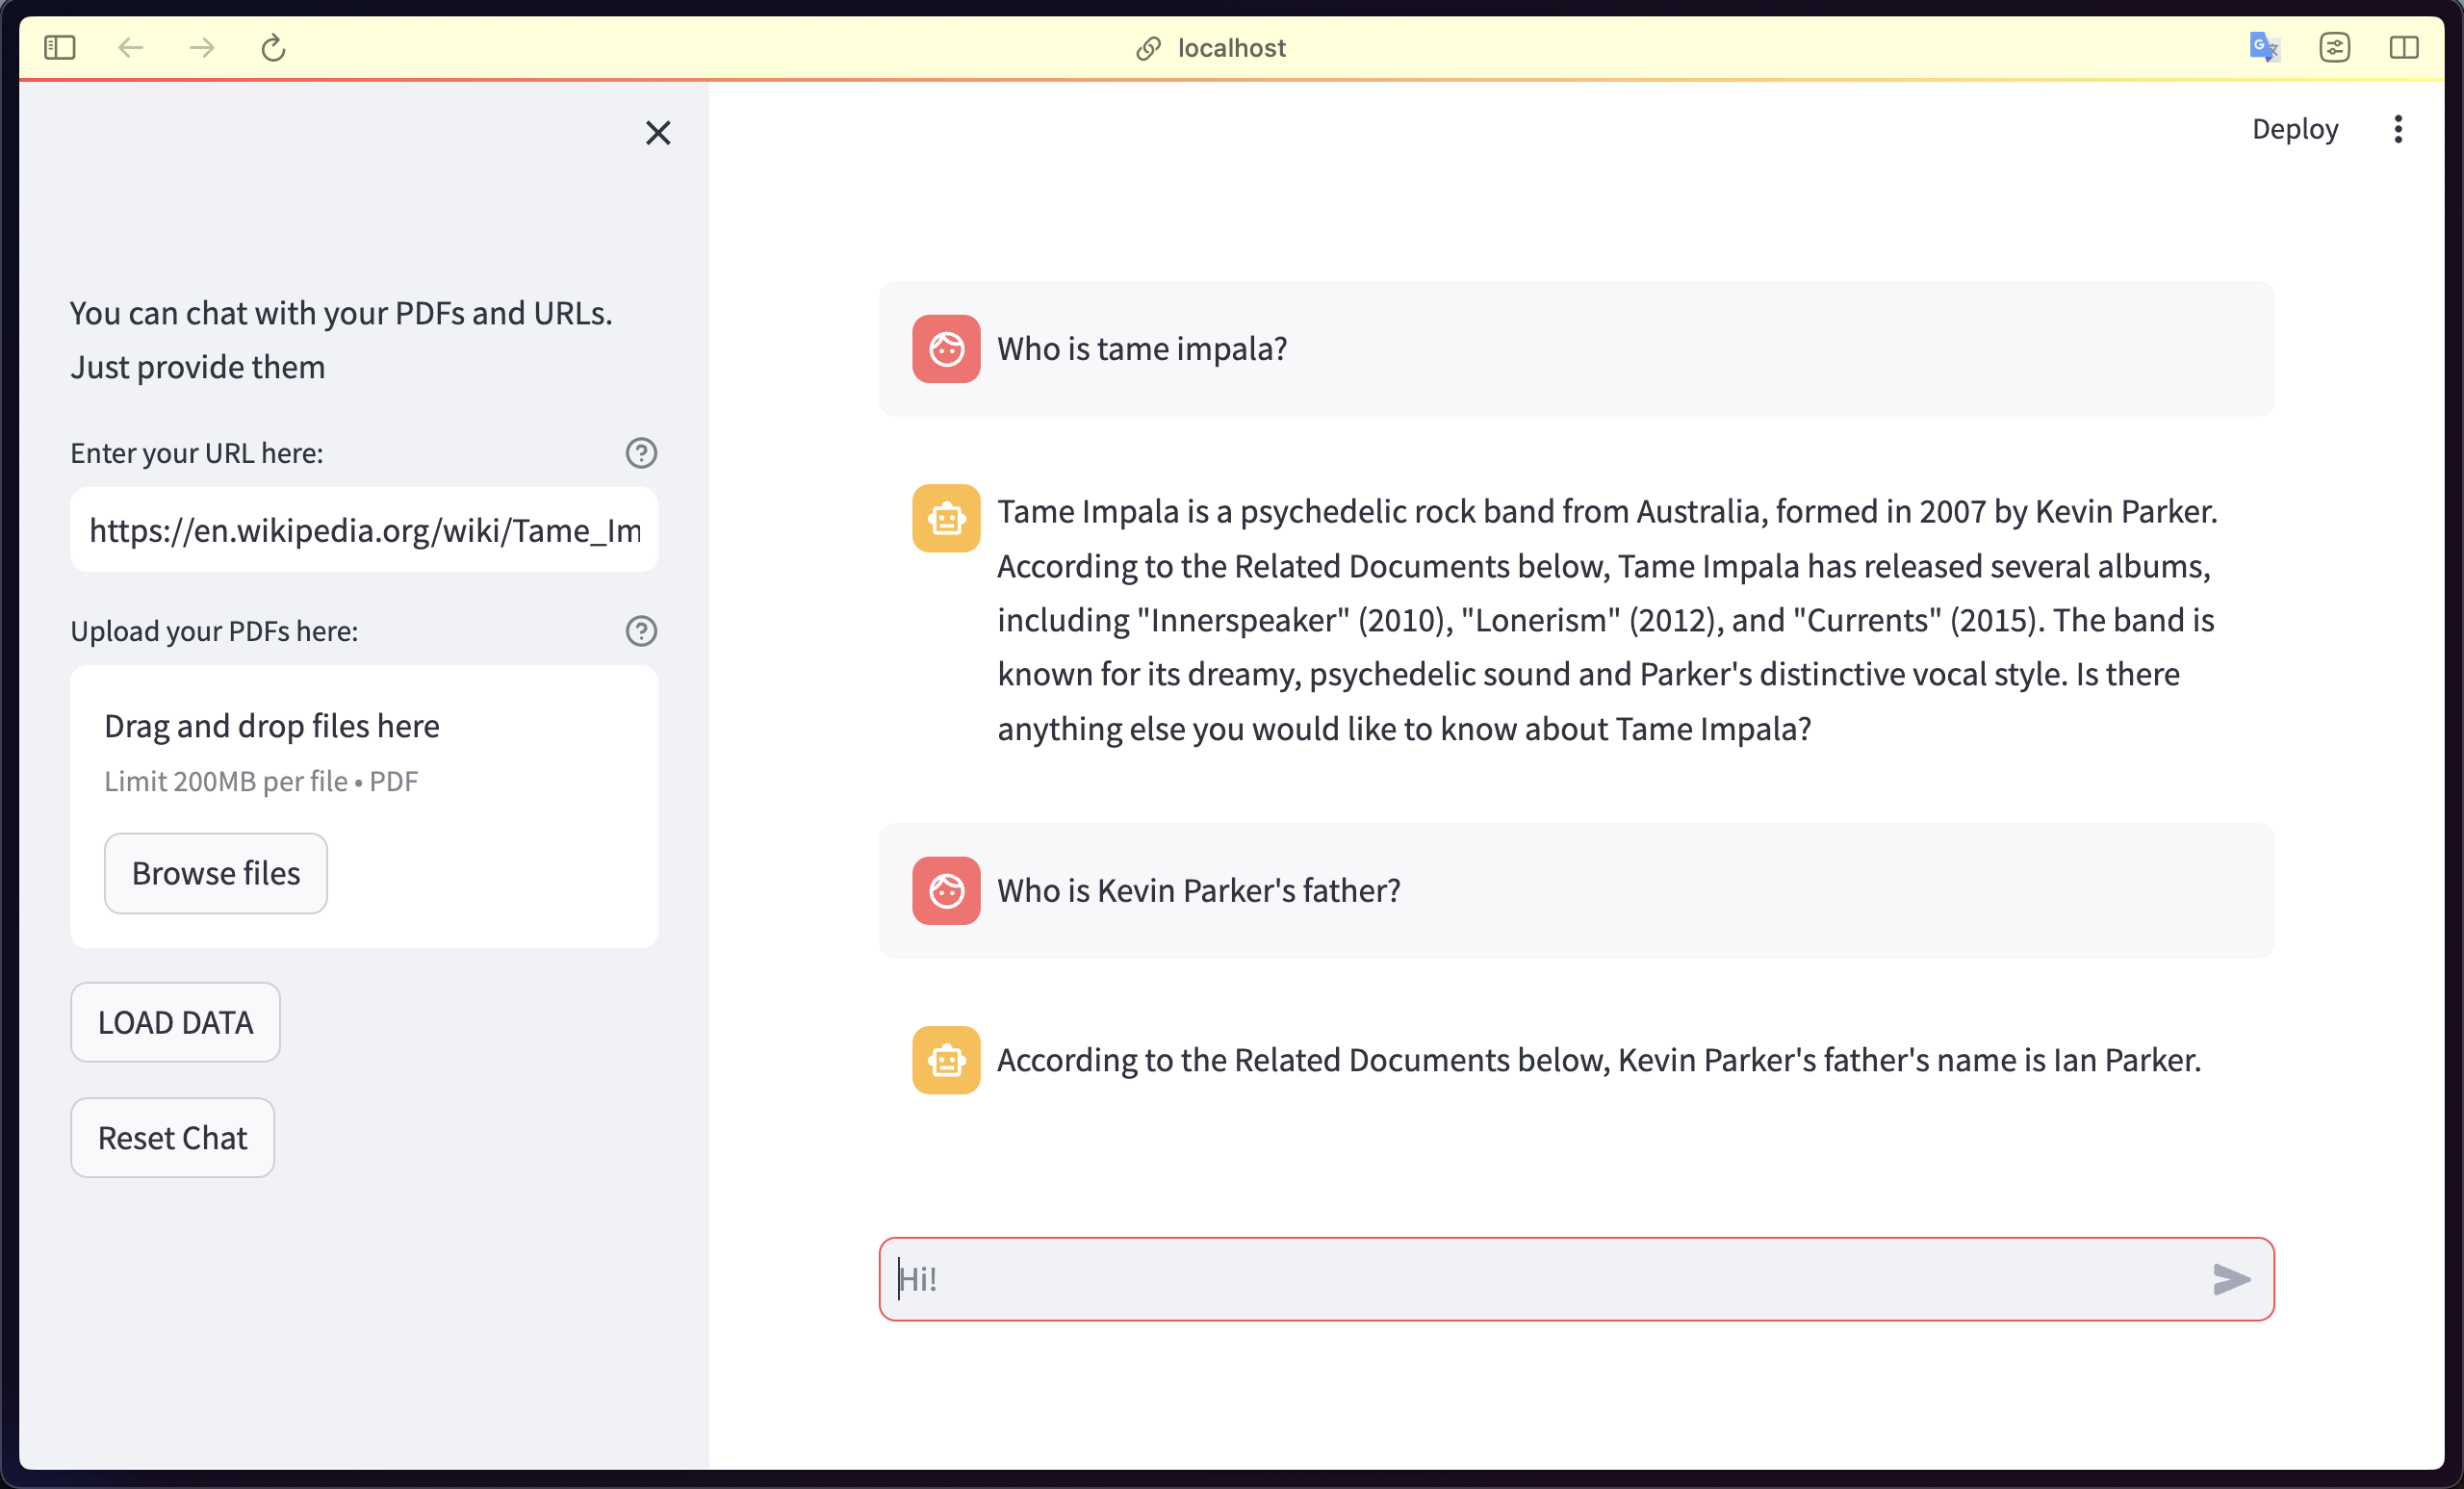 localhost
Deploy
You can chat with your PDFs and URLs.
Just provide them
Enter your URL here:
https://en.wikipedia.org/wiki/Tame_Im
Upload your PDFs here:
Drag and drop files here
Limit 200MB per file • PDF
Browse files
LOAD DATA
Reset Chat
Who is tame impala?
Tame Impala is a psychedelic rock band from Australia, formed in 2007 by Kevin Parker.
According to the Related Documents below, Tame Impala has released several albums,
including "Innerspeaker" (2010), "Lonerism" (2012), and "Currents" (2015). The band is
known for its dreamy, psychedelic sound and Parker's distinctive vocal style. Is there
anything else you would like to know about Tame Impala?
Who is Kevin Parker's father?
According to the Related Documents below, Kevin Parker's father's name is Ian Parker.
Hi!